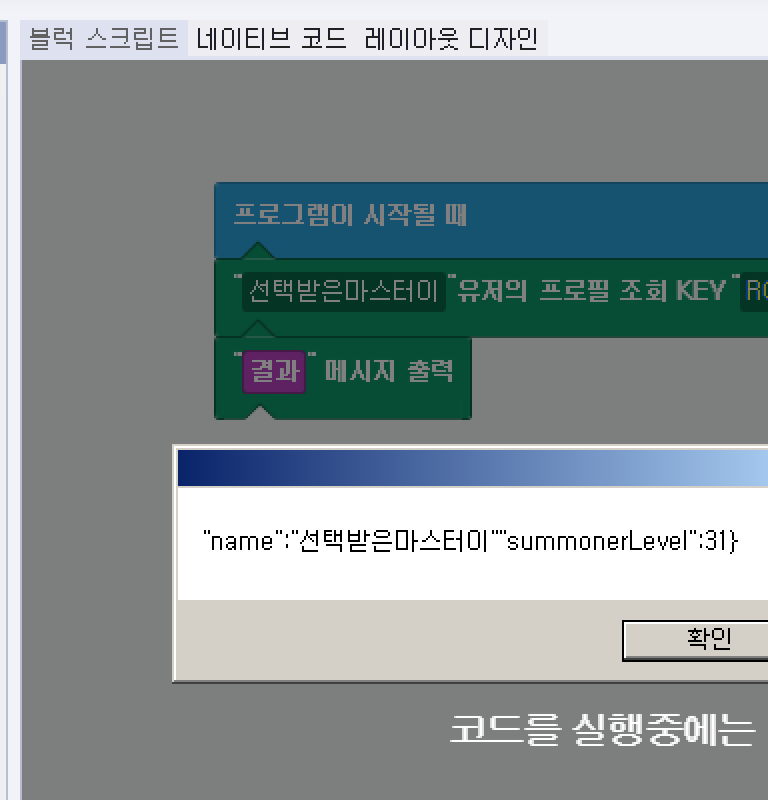 블럭 스크립트 네이티브 코드 레이아웃 디자인
프로그램이 시작될 때
"선택받은마스터이"유저의 프로필 조회 KEY "
"결과" 메시지 출력
"name":"선택받은마스터이""summonerLevel":31}
확인
코드를 실행중에는